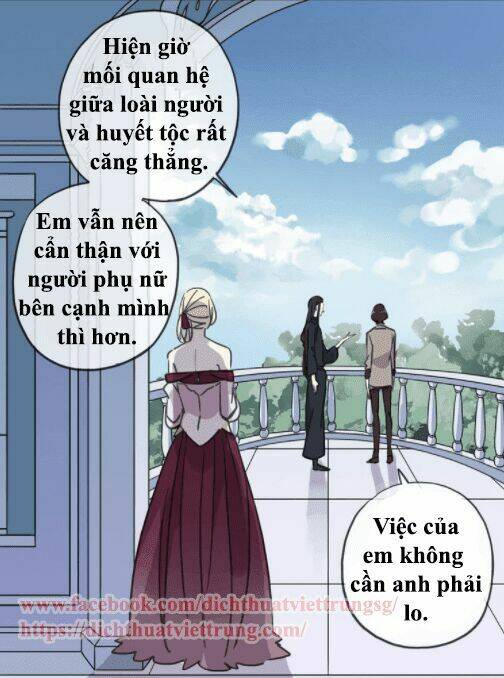 Hiện giờ
mối quan hệ
giữa loài người
và huyết tộc rất
căng thẳng.
Em vẫn nên
cẩn thận với
người phụ nữ
bên cạnh mình
thì hơn.
Việc của
em không
cần anh phải
lo.
www.facebook.com/dichthuatviettrungsg/
https://dichthuatviettrung.com/